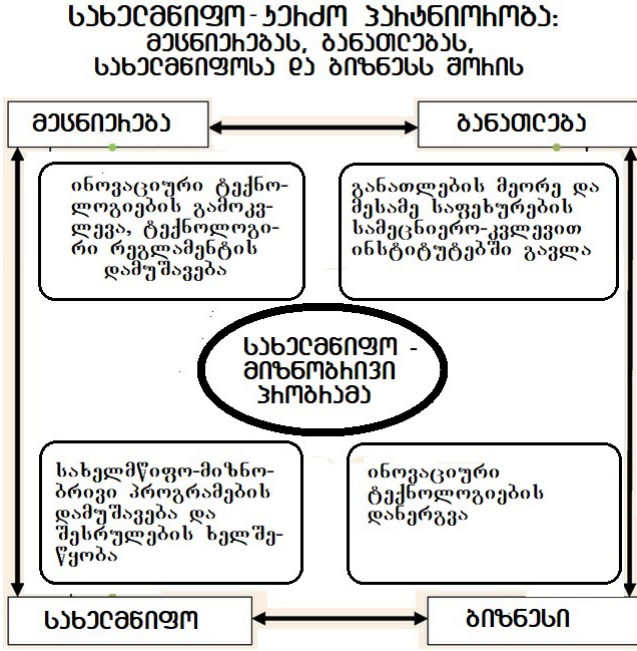 სახელმწიფო-კერძო პარტნიორობა:
მეცნიერებას, განათლებას,
სახელმწიფოსა და ბიზნესს შორის
მეცნიერება
განათლება
ინოვაციური ტექნო-
ლოგიების გამოკვ-
ლევა, ტექნოლოგი-
რი რეგლამენტის
დამუშავება
განათლების მეორე და
მესამე საფეხურების
სამეცნიერო-კვლევით
ინსტიტუტებში გავლა
სახელმწიფო -
მიზნობრივი
პროგრამა
სახელმწიფო-მიზნო-
ბრივი პროგრამების
დამუშავება და
შესრულების ხელშე-
წყობა
ინოვაციური
ტექნოლოგიების
დანერგვა
სახელმწიფო
ბიზნესი